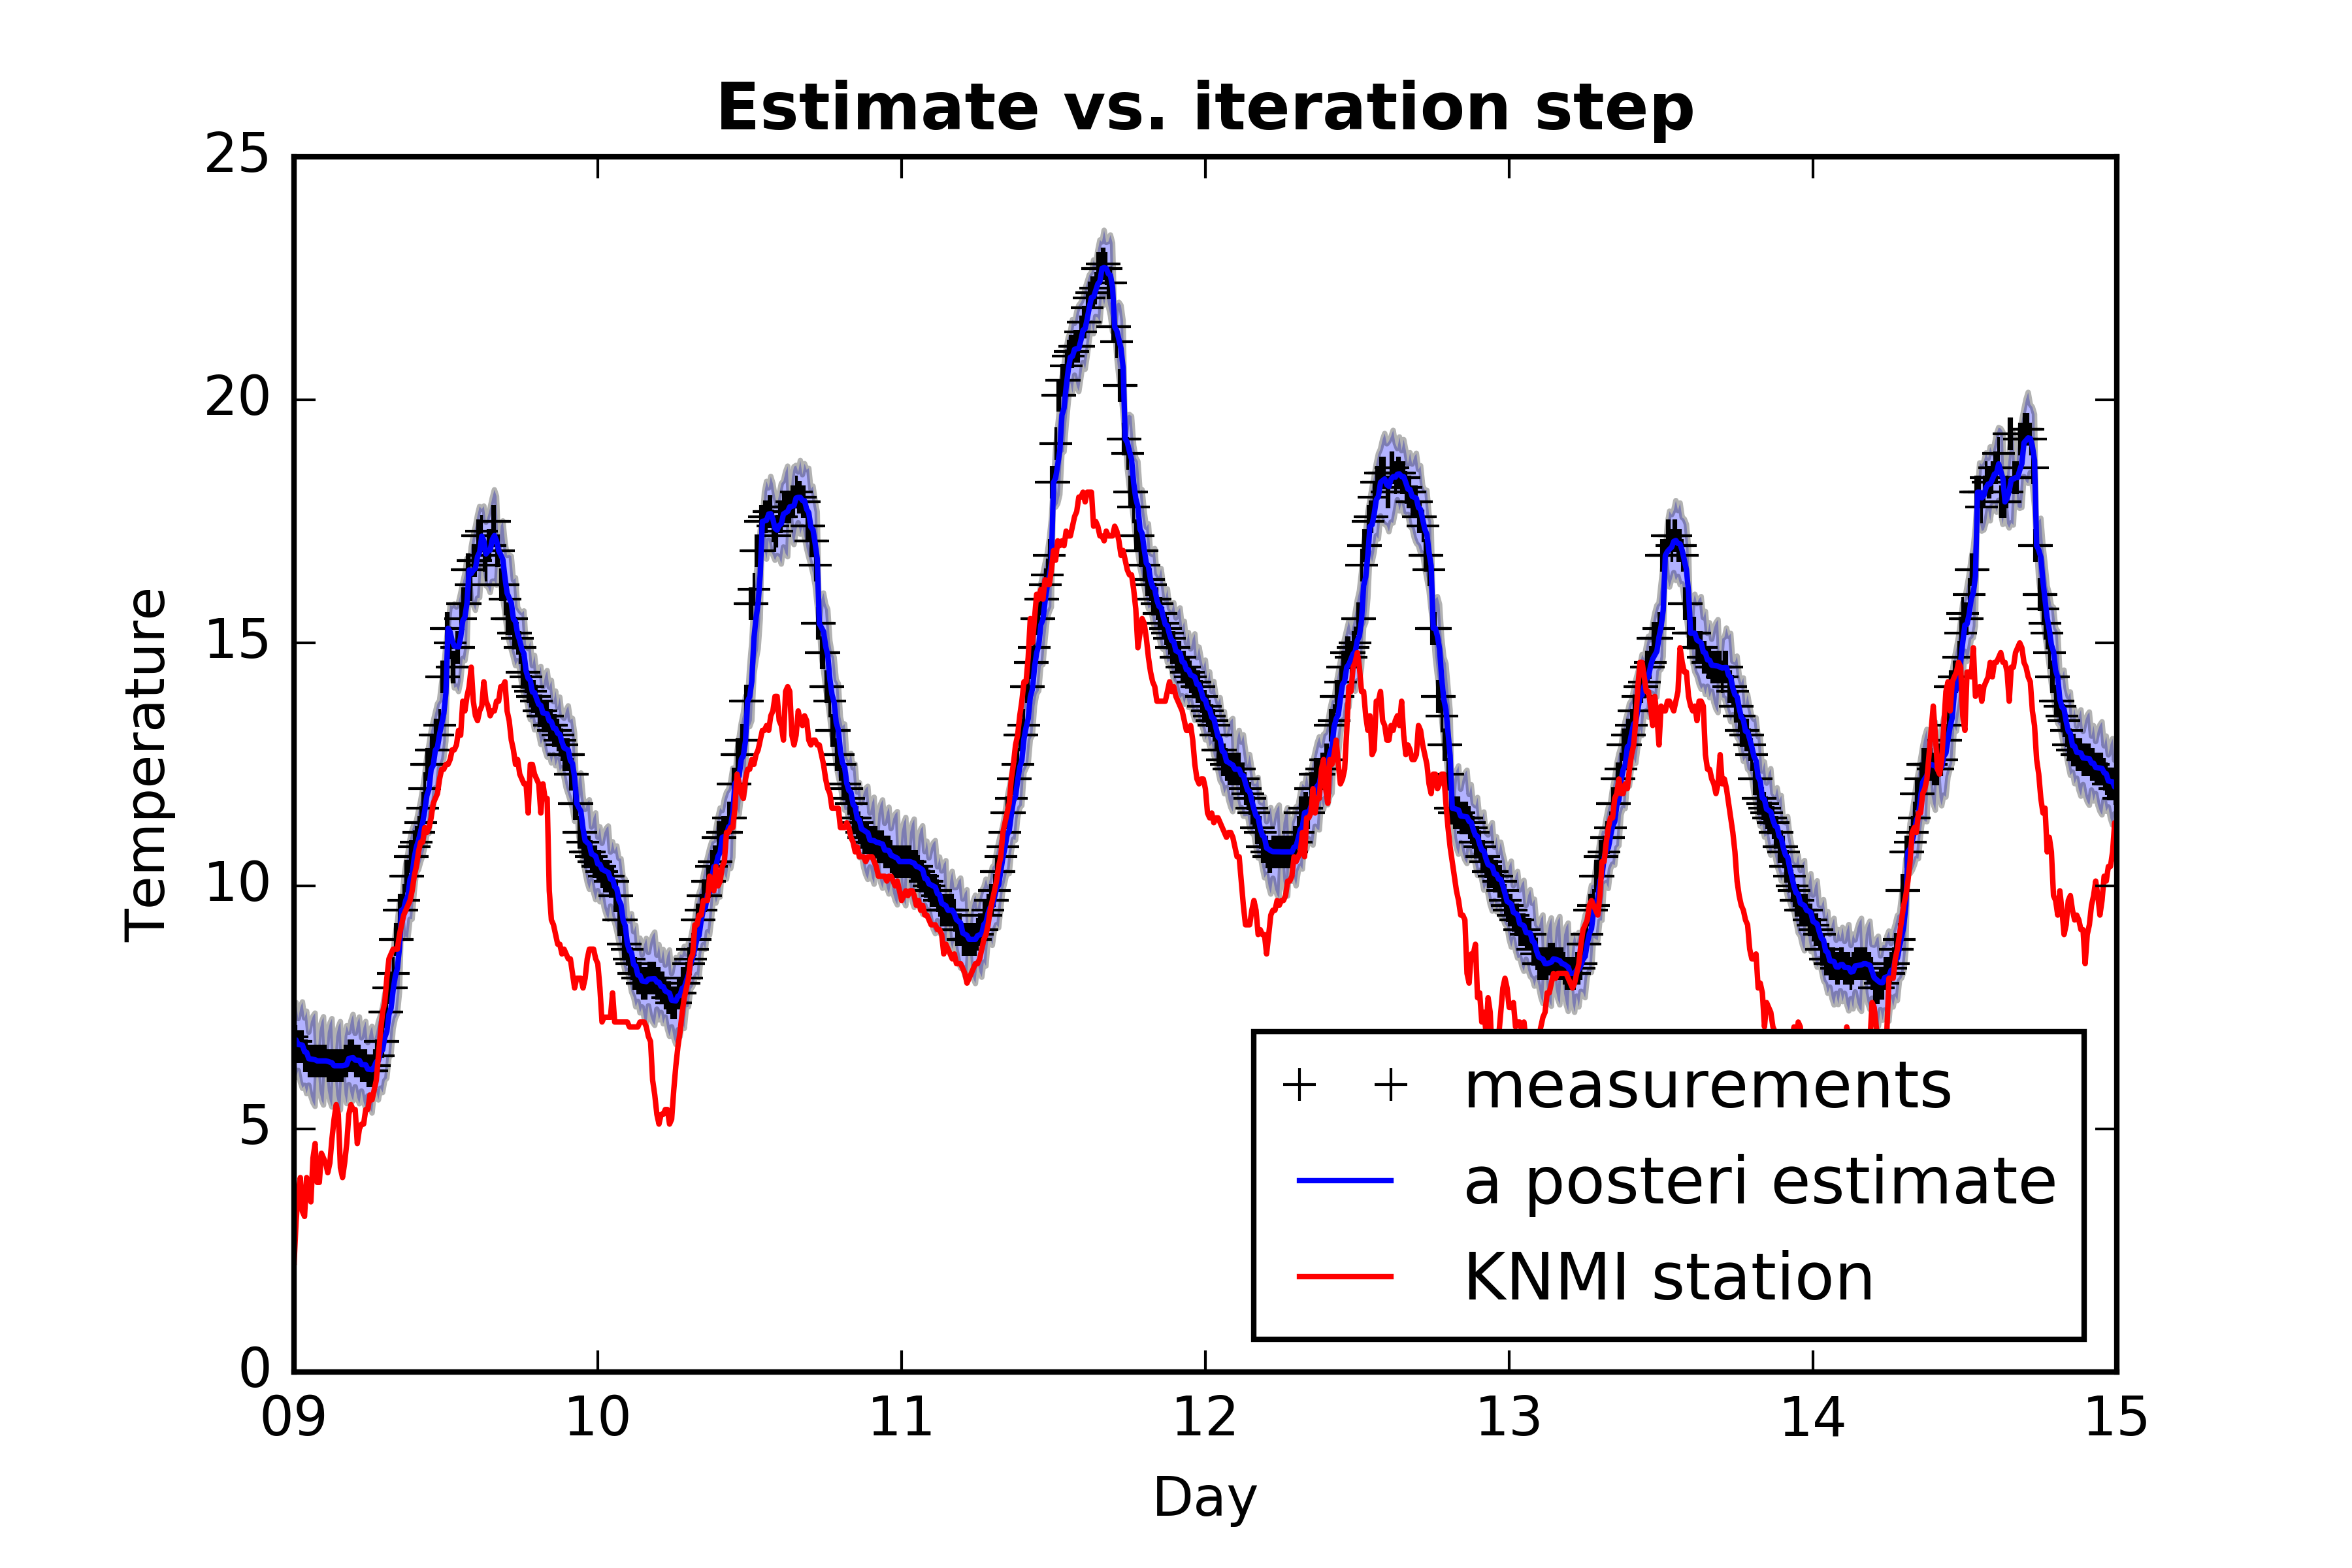 Estimate vs. iteration step
25
20
15
10
5
0
Temperature
09 10 11 12 13 14 15
Day
measurements
a posteri estimate
KNMI station